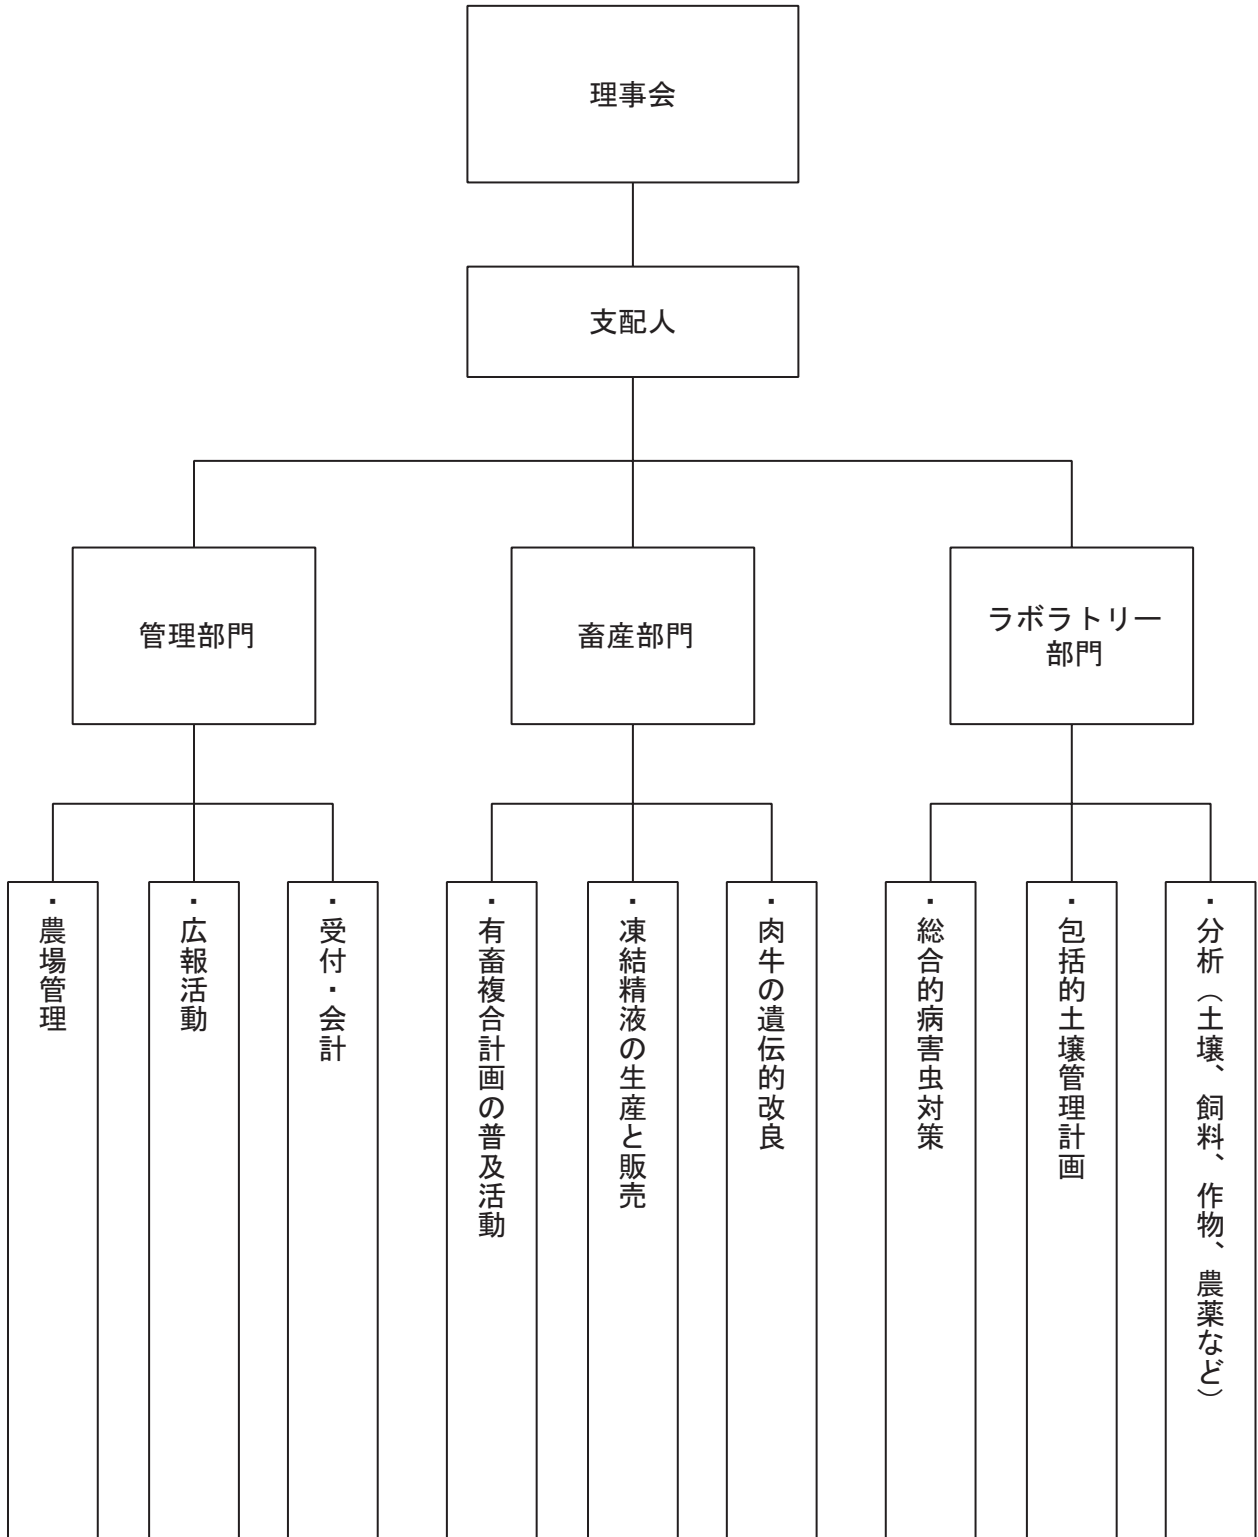 理事会
支配人
管理部門
畜産部門
ラボラトリー
部門
・農場管理
・広報活動
・受付・会計
・有畜複合計画の普及活動
・凍結精液の生産と販売
・肉牛の遺伝的改良
・総合的病害虫対策
・包括的土壌管理計画
・分析（土壌、飼料、作物、農薬など）